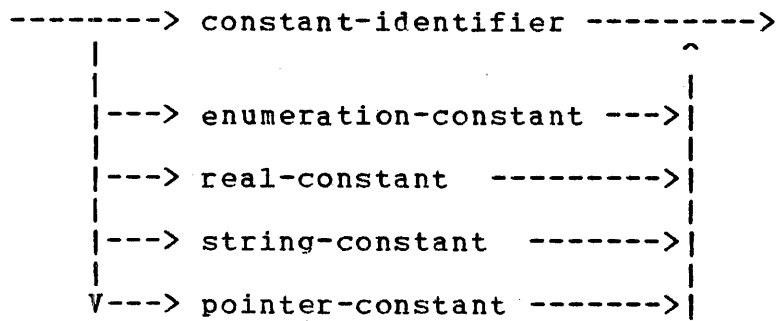 --------> constant-identifier --------->
|---> enumeration-constant --->|
|---> real-constant --------->|
|---> string-constant ------->|
V---> pointer-constant ------->|